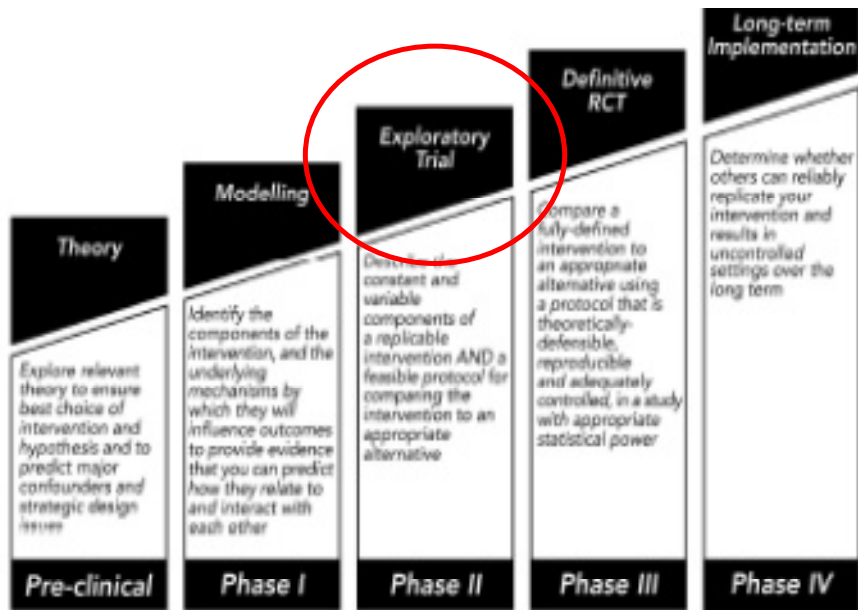 Theory
Explore relevant
theory to ensure
best choice of
intervention and
hypothesis and to
predict major
confounders and
strategic design
issues
Pre-clinical
Modelling
Identify the
components of the
intervention, and the
underlying
mechanisms by
which they will
influence outcomes
to provide evidence
that you can predict
how they relate to
and interact with
each other
Phase I
Exploratory
Trial
Describe the
constant and
variable
components of
a replicable
intervention AND a
feasible protocol for
comparing the
intervention to an
appropriate
alternative
Phase II
Definitive
RCT
Compare a
fully-defined
intervention to
an appropriate
alternative using
a protocol that is
theoretically-
defensible,
reproducible
and adequately
controlled, in a study
with appropriate
statistical power
Phase III
Long-term
Implementation
Determine whether
others can reliably
replicate your
intervention and
results in
uncontrolled
settings over the
long term
Phase IV